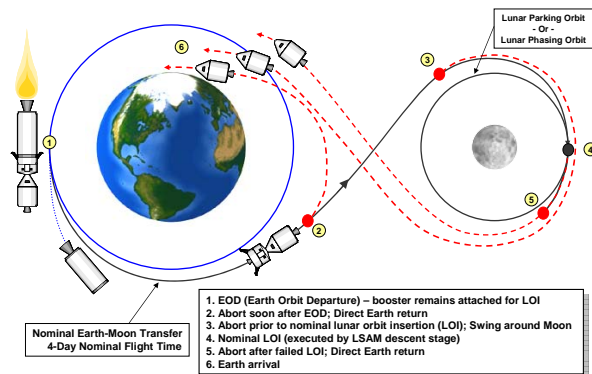 Lunar Parking Orbit
- Or -
Lunar Phasing Orbit
6
3
1
4
5
2
Nominal Earth-Moon Transfer
4-Day Nominal Flight Time
1. EOD (Earth Orbit Departure) – booster remains attached for LOI
2. Abort soon after EOD; Direct Earth return
3. Abort prior to nominal lunar orbit insertion (LOI); Swing around Moon
4. Nominal LOI (executed by LSAM descent stage)
5. Abort after failed LOI; Direct Earth return
6. Earth arrival